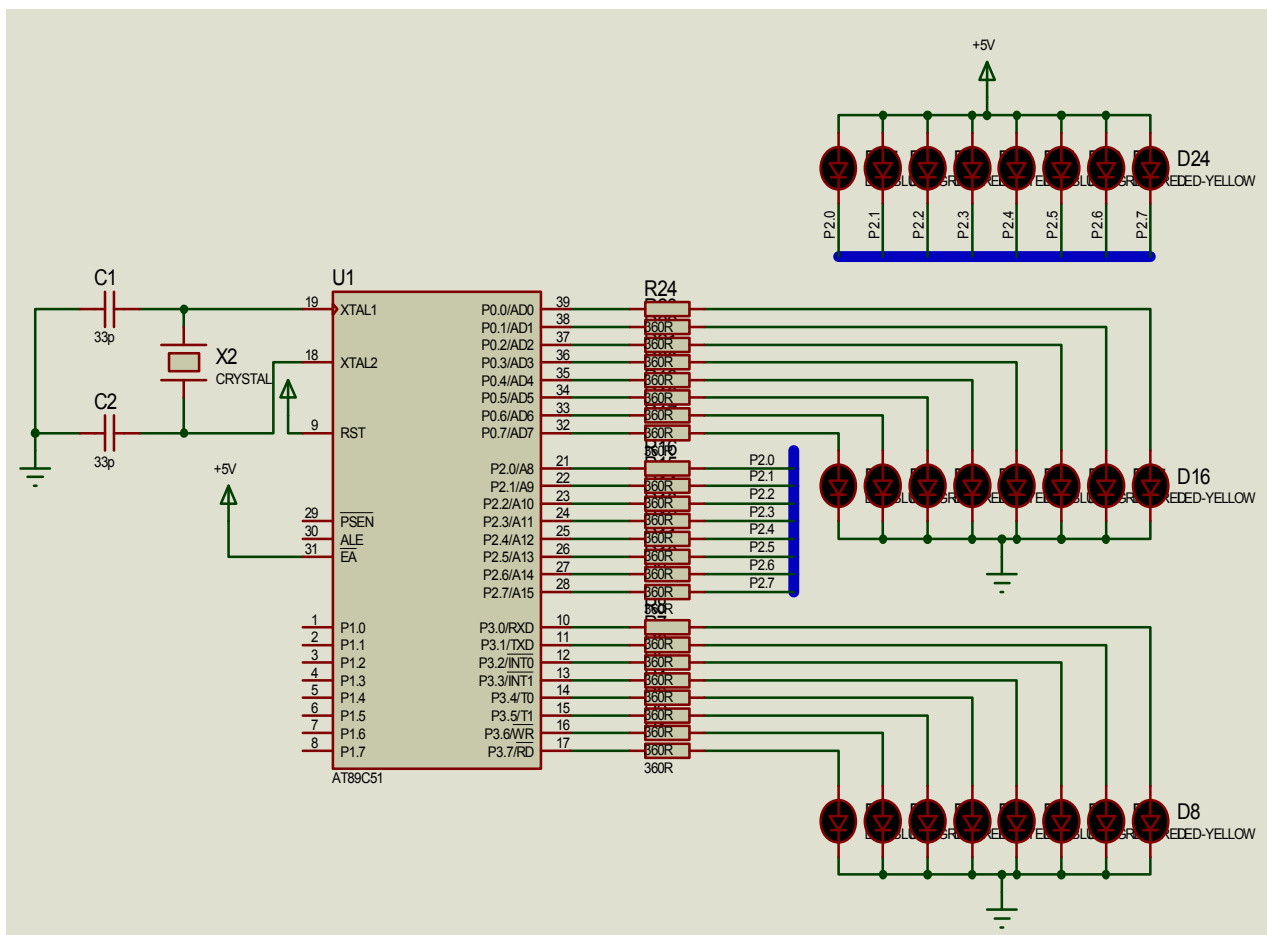 +5V
D24
DED-YELLOW
P2.0
P2.1
P2.2
P2.3
P2.4
P2.5
P2.6
P2.7
C1
33p
X2
CRYSTAL
C2
33p
+5V
U1
19 XTAL1
18 XTAL2
9 RST
29 PSEN
30 ALE
31 EA
1 P1.0
2 P1.1
3 P1.2
4 P1.3
5 P1.4
6 P1.5
7 P1.6
8 P1.7
P0.0/AD0 39
P0.1/AD1 38
P0.2/AD2 37
P0.3/AD3 36
P0.4/AD4 35
P0.5/AD5 34
P0.6/AD6 33
P0.7/AD7 32
P2.0/A8 21
P2.1/A9 22
P2.2/A10 23
P2.3/A11 24
P2.4/A12 25
P2.5/A13 26
P2.6/A14 27
P2.7/A15 28
P3.0/RXD 10
P3.1/TXD 11
P3.2/INT0 12
P3.3/INT1 13
P3.4/T0 14
P3.5/T1 15
P3.6/WR 16
P3.7/RD 17
AT89C51
R24
360R
360R
360R
360R
360R
360R
360R
360R
R16
360R
360R
360R
360R
360R
360R
360R
360R
R8
360R
360R
360R
360R
360R
360R
360R
360R
P2.0
P2.1
P2.2
P2.3
P2.4
P2.5
P2.6
P2.7
D16
DED-YELLOW
D8
DED-YELLOW